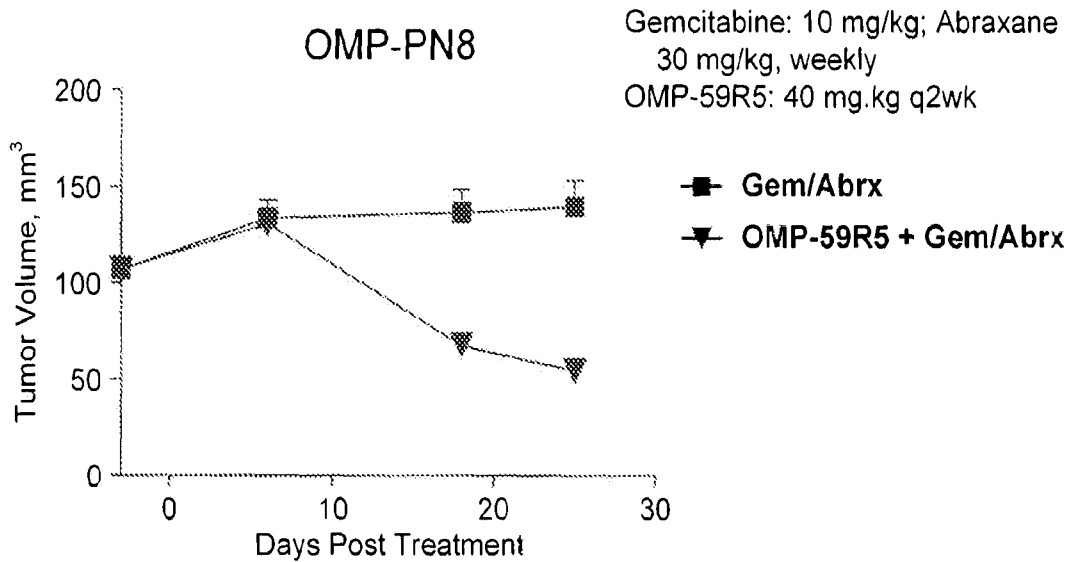 OMP-PN8
Gemcitabine: 10 mg/kg; Abraxane
30 mg/kg, weekly
OMP-59R5: 40 mg.kg q2wk
Gem/Abrx
OMP-59R5 + Gem/Abrx
Tumor Volume, mm³
200
150
100
50
0
0
10
20
30
Days Post Treatment